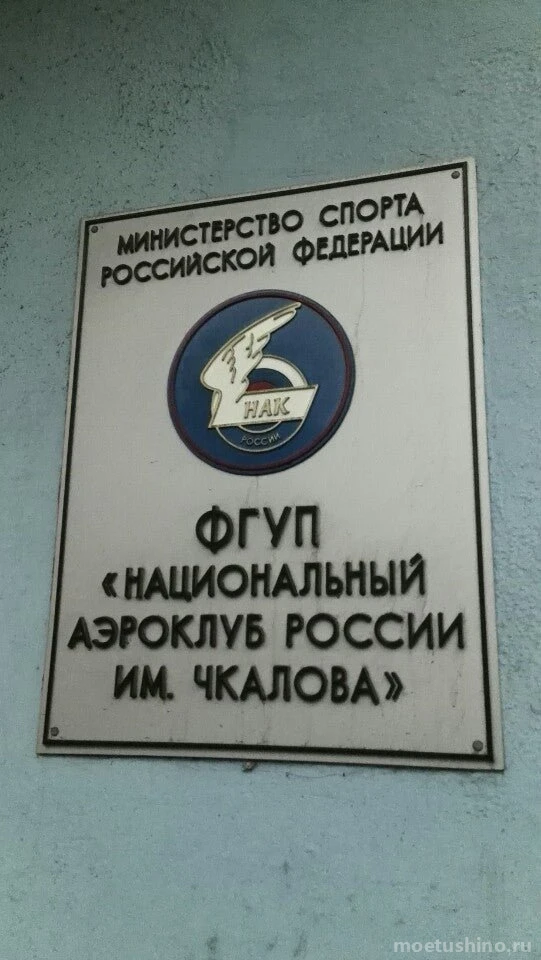 МИНИСТЕРСТВО СПОРТА
РОССИЙСКОЙ ФЕДЕРАЦИИ
НАК
РОССИИ
ФГУП
«НАЦИОНАЛЬНЫЙ
АЭРОКЛУБ РОССИИ
ИМ. ЧКАЛОВА»
moetushino.ru